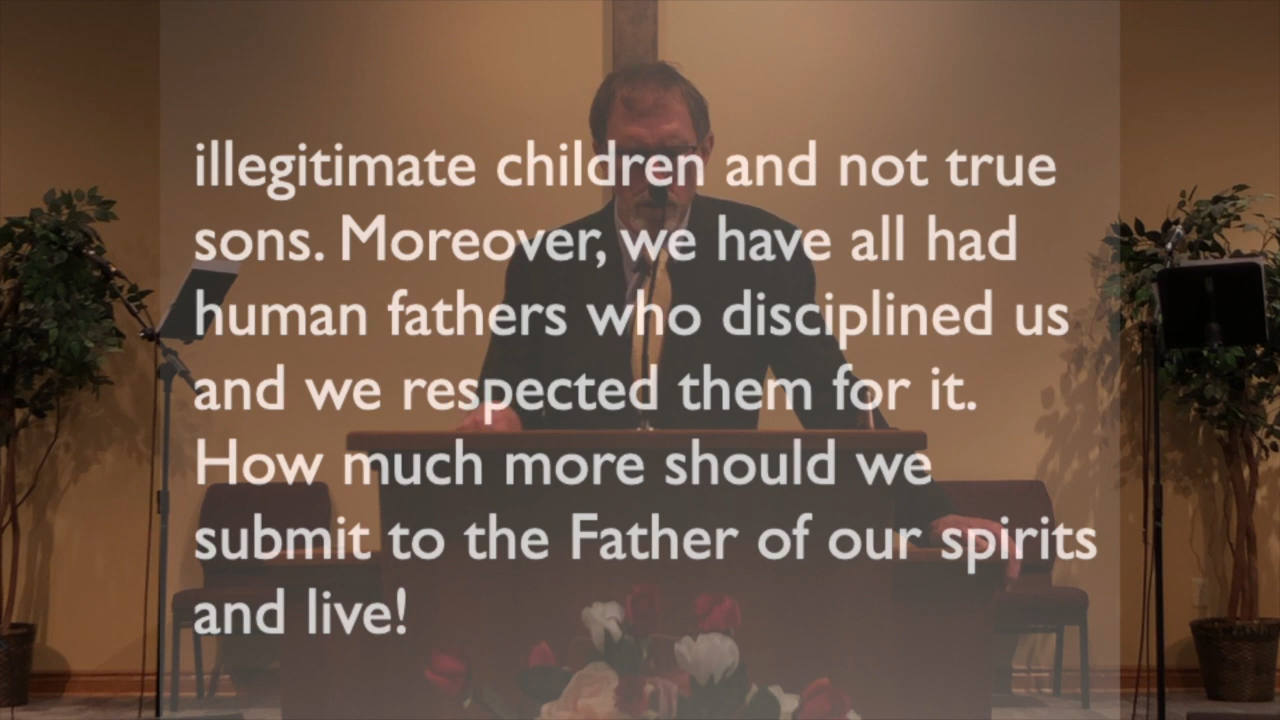 illegitimate children and not true
sons. Moreover, we have all had
human fathers who disciplined us
and we respected them for it.
How much more should we
submit to the Father of our spirits
and live!